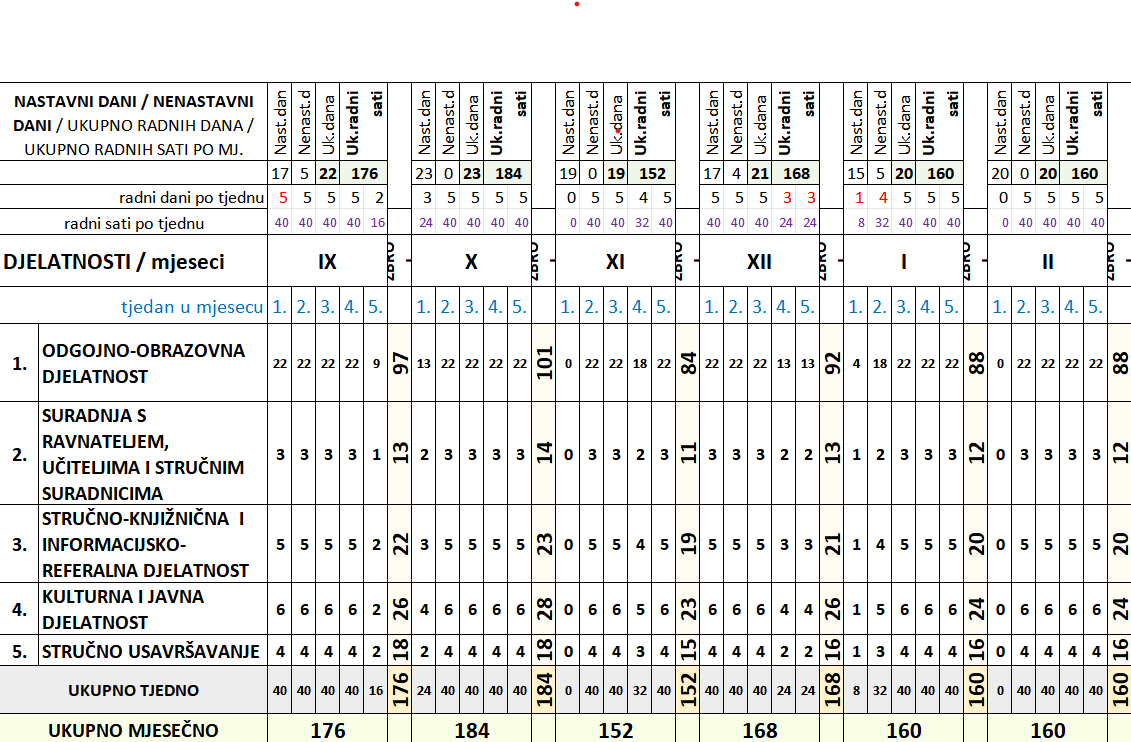 NASTAVNI DANI / NENASTAVNI DANI / UKUPNO RADNIH DANA / UKUPNO RADNIH SATI PO MJ. Nast.dan Nenast.d Uk.dana Uk.radni sati Nast.dan Nenast.d Uk.dana Uk.radni sati Nast.dan Nenast.d Uk.dana Uk.radni sati Nast.dan Nenast.d Uk.dana Uk.radni sati Nast.dan Nenast.d Uk.dana Uk.radni sati Nast.dan Nenast.d Uk.dana Uk.radni sati
17 5 22 176 23 0 23 184 19 0 19 152 17 4 21 168 15 5 20 160 20 0 20 160
radni dani po tjednu 5 5 5 5 2 3 5 5 5 5 0 5 5 4 5 5 5 5 3 3 1 4 5 5 5 0 5 5 5 5
radni sati po tjednu 40 40 40 40 16 24 40 40 40 40 0 40 40 32 40 40 40 40 24 24 8 32 40 40 40 0 40 40 40 40
DJELATNOSTI / mjeseci IX ZBRO - X ZBRO - XI ZBRO - XII ZBRO - I ZBRO - II ZBRO -
tjedan u mjesecu 1. 2. 3. 4. 5. 1. 2. 3. 4. 5. 1. 2. 3. 4. 5. 1. 2. 3. 4. 5. 1. 2. 3. 4. 5. 1. 2. 3. 4. 5.
1. ODGOJNO-OBRAZOVNA DJELATNOST 22 22 22 22 9 97 13 22 22 22 22 101 0 22 22 18 22 84 22 22 22 13 13 92 4 18 22 22 22 88 0 22 22 22 22 88
2. SURADNJA S RAVNATELJEM, UČITELJIMA I STRUČNIM SURADNICIMA 3 3 3 3 1 13 2 3 3 3 3 14 0 3 3 2 3 11 3 3 3 2 2 13 1 2 3 3 3 12 0 3 3 3 3 12
3. STRUČNO-KNJIŽNIČNA I INFORMACIJSKO-REFERALNA DJELATNOST 5 5 5 5 2 22 3 5 5 5 5 23 0 5 5 4 5 19 5 5 5 3 3 21 1 4 5 5 5 20 0 5 5 5 5 20
4. KULTURNA I JAVNA DJELATNOST 6 6 6 6 2 26 4 6 6 6 6 28 0 6 6 5 6 23 6 6 6 4 4 26 1 5 6 6 6 24 0 6 6 6 6 24
5. STRUČNO USAVRŠAVANJE 4 4 4 4 2 18 2 4 4 4 4 18 0 4 4 3 4 15 4 4 4 2 2 16 1 3 4 4 4 16 0 4 4 4 4 16
UKUPNO TJEDNO 40 40 40 40 16 176 24 40 40 40 40 184 0 40 40 32 40 152 40 40 40 24 24 168 8 32 40 40 40 160 0 40 40 40 40 160
UKUPNO MJESEČNO 176 184 152 168 160 160